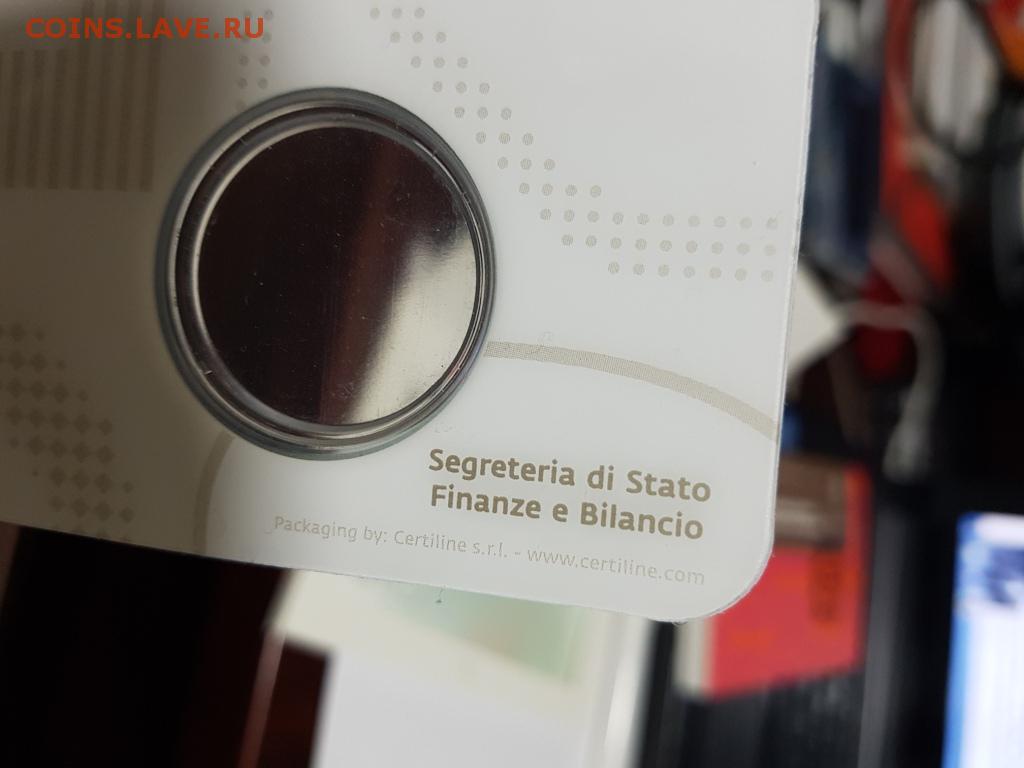 COINS.LAVE.RU
Segreteria di Stato
Finanze e Bilancio
Packaging by: Certiline s.r.l. - www.certiline.com